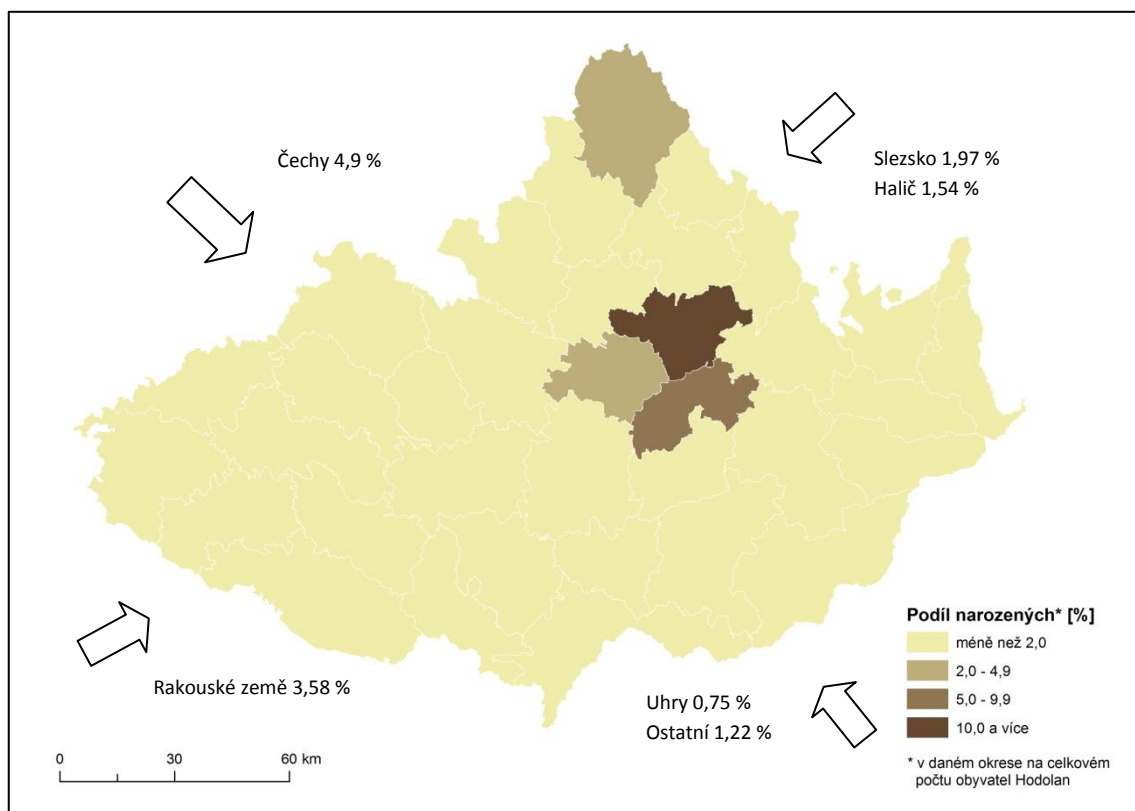 Čechy 4,9 %
Slezsko 1,97 %
Halič 1,54 %
Rakouské země 3,58 %
Uhry 0,75 %
Ostatní 1,22 %
Podíl narozených* [%]
méně než 2,0
2,0 - 4,9
5,0 - 9,9
10,0 a více
* v daném okrese na celkovém
počtu obyvatel Hodolan
0 30 60 km